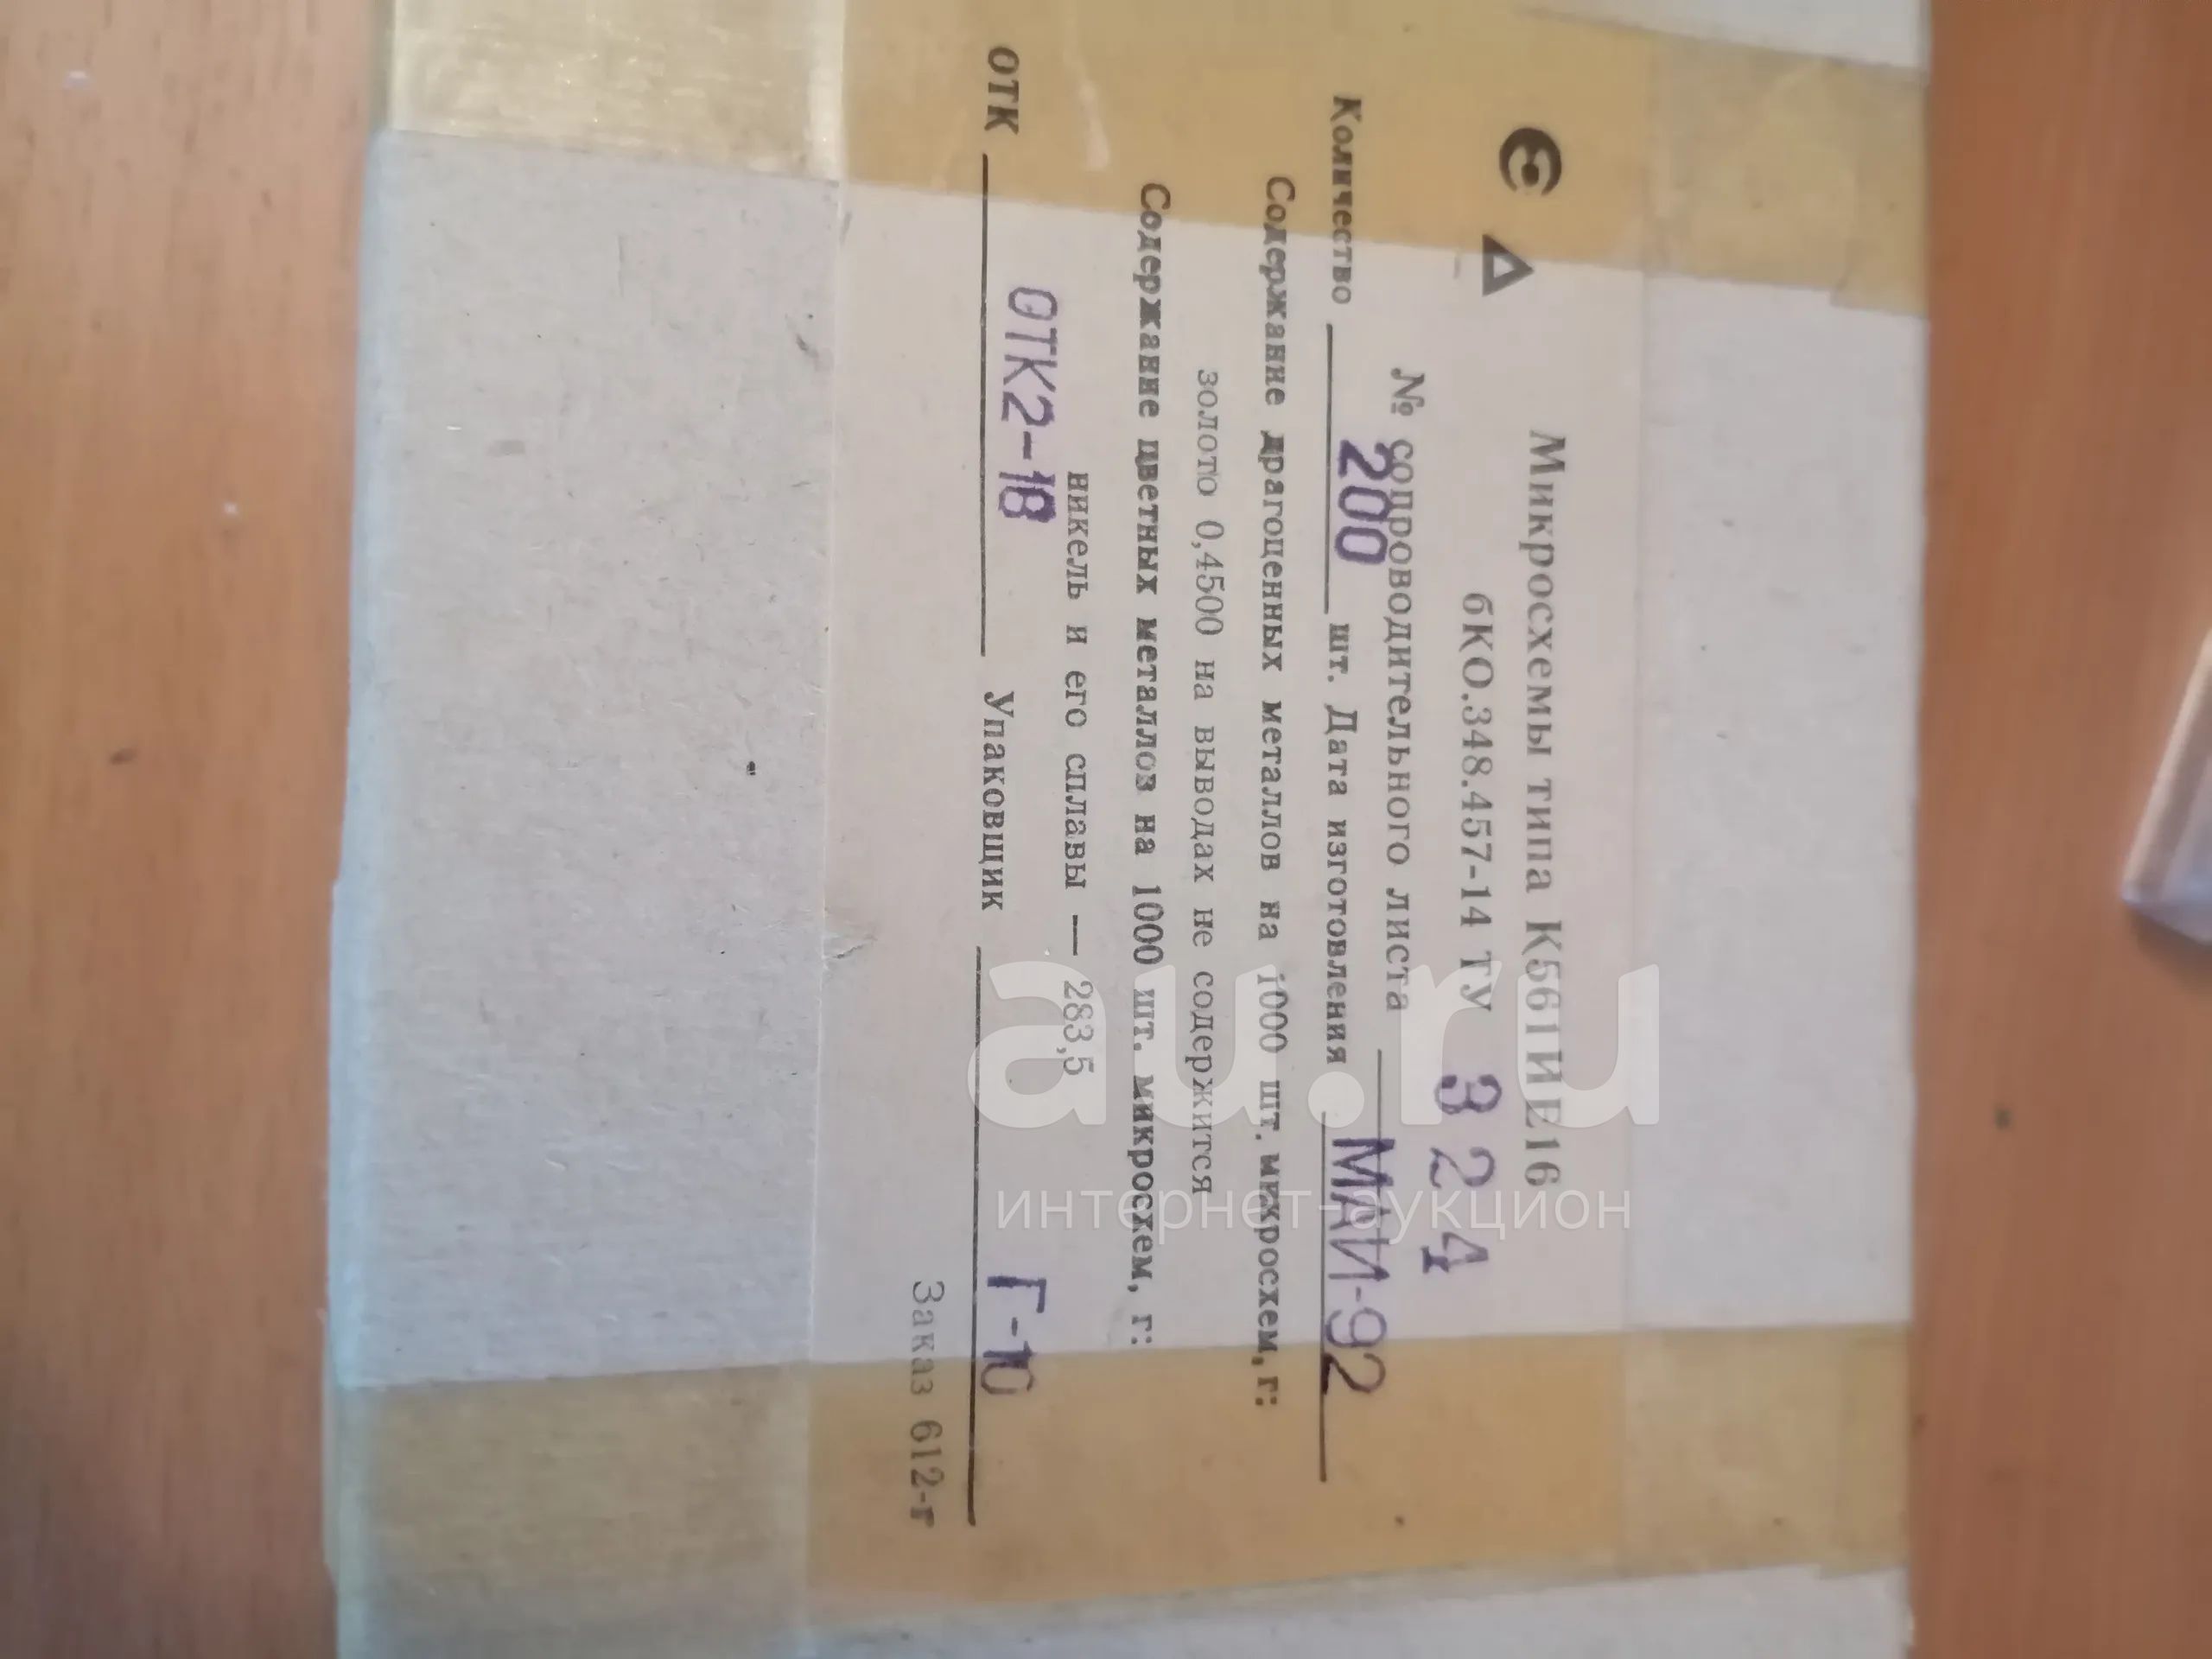 Микросхемы типа К561ИЕ16
бКО.348.457-14 ТУ
№ сопроводительного листа 324
Количество 200 шт. Дата изготовления МАЙ-92
Содержание драгоценных металлов на 1000 шт. микросхем, г:
золото 0,4500 на выводах не содержится
Содержание цветных металлов на 1000 шт. микросхем, г:
никель и его сплавы — 283,5
ОТК ОТК2-18 Упаковщик Г-10
Заказ 612-г
au.ru
интернет-аукцион